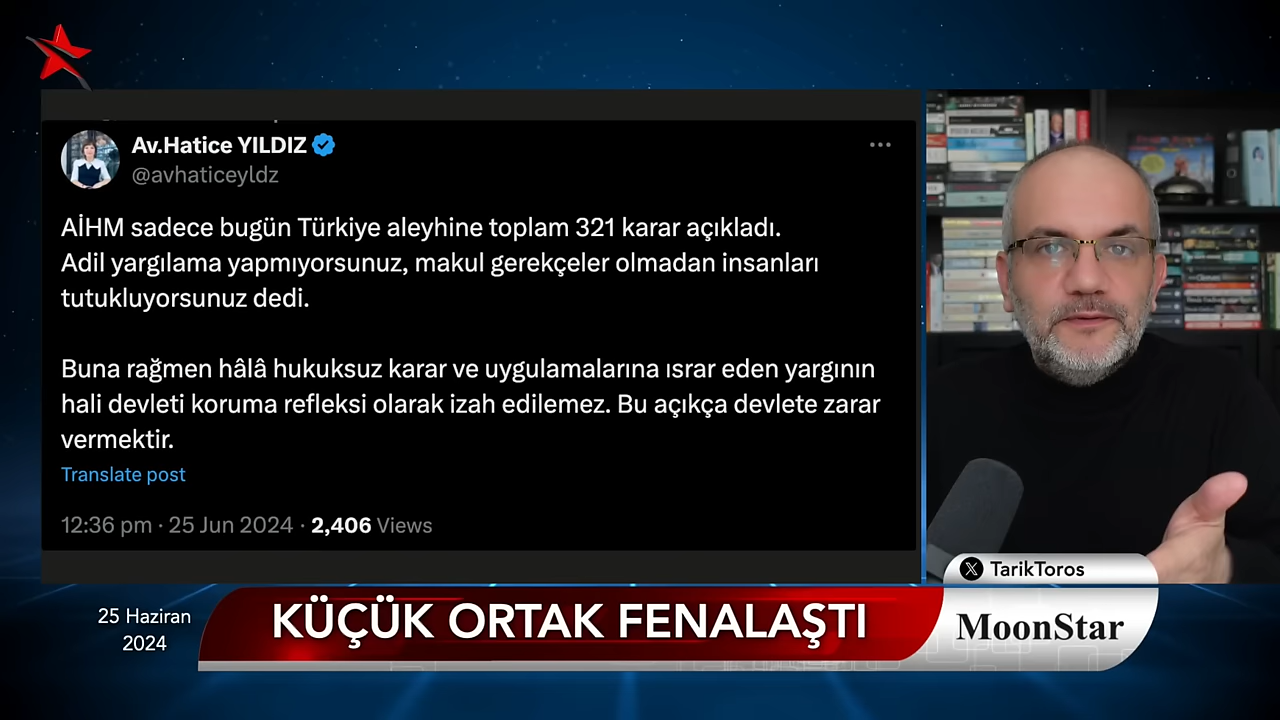 Av.Hatice YILDIZ
@avhaticeyldz
AİHM sadece bugün Türkiye aleyhine toplam 321 karar açıkladı.
Adil yargılama yapmıyorsunuz, makul gerekçeler olmadan insanları
tutukluyorsunuz dedi.
Buna rağmen hâlâ hukuksuz karar ve uygulamalarına ısrar eden yargının
hali devleti koruma refleksi olarak izah edilemez. Bu açıkça devlete zarar
vermektir.
Translate post
12:36 pm · 25 Jun 2024 · 2,406 Views
TarikToros
25 Haziran
2024
KÜÇÜK ORTAK FENALAŞTI
MoonStar